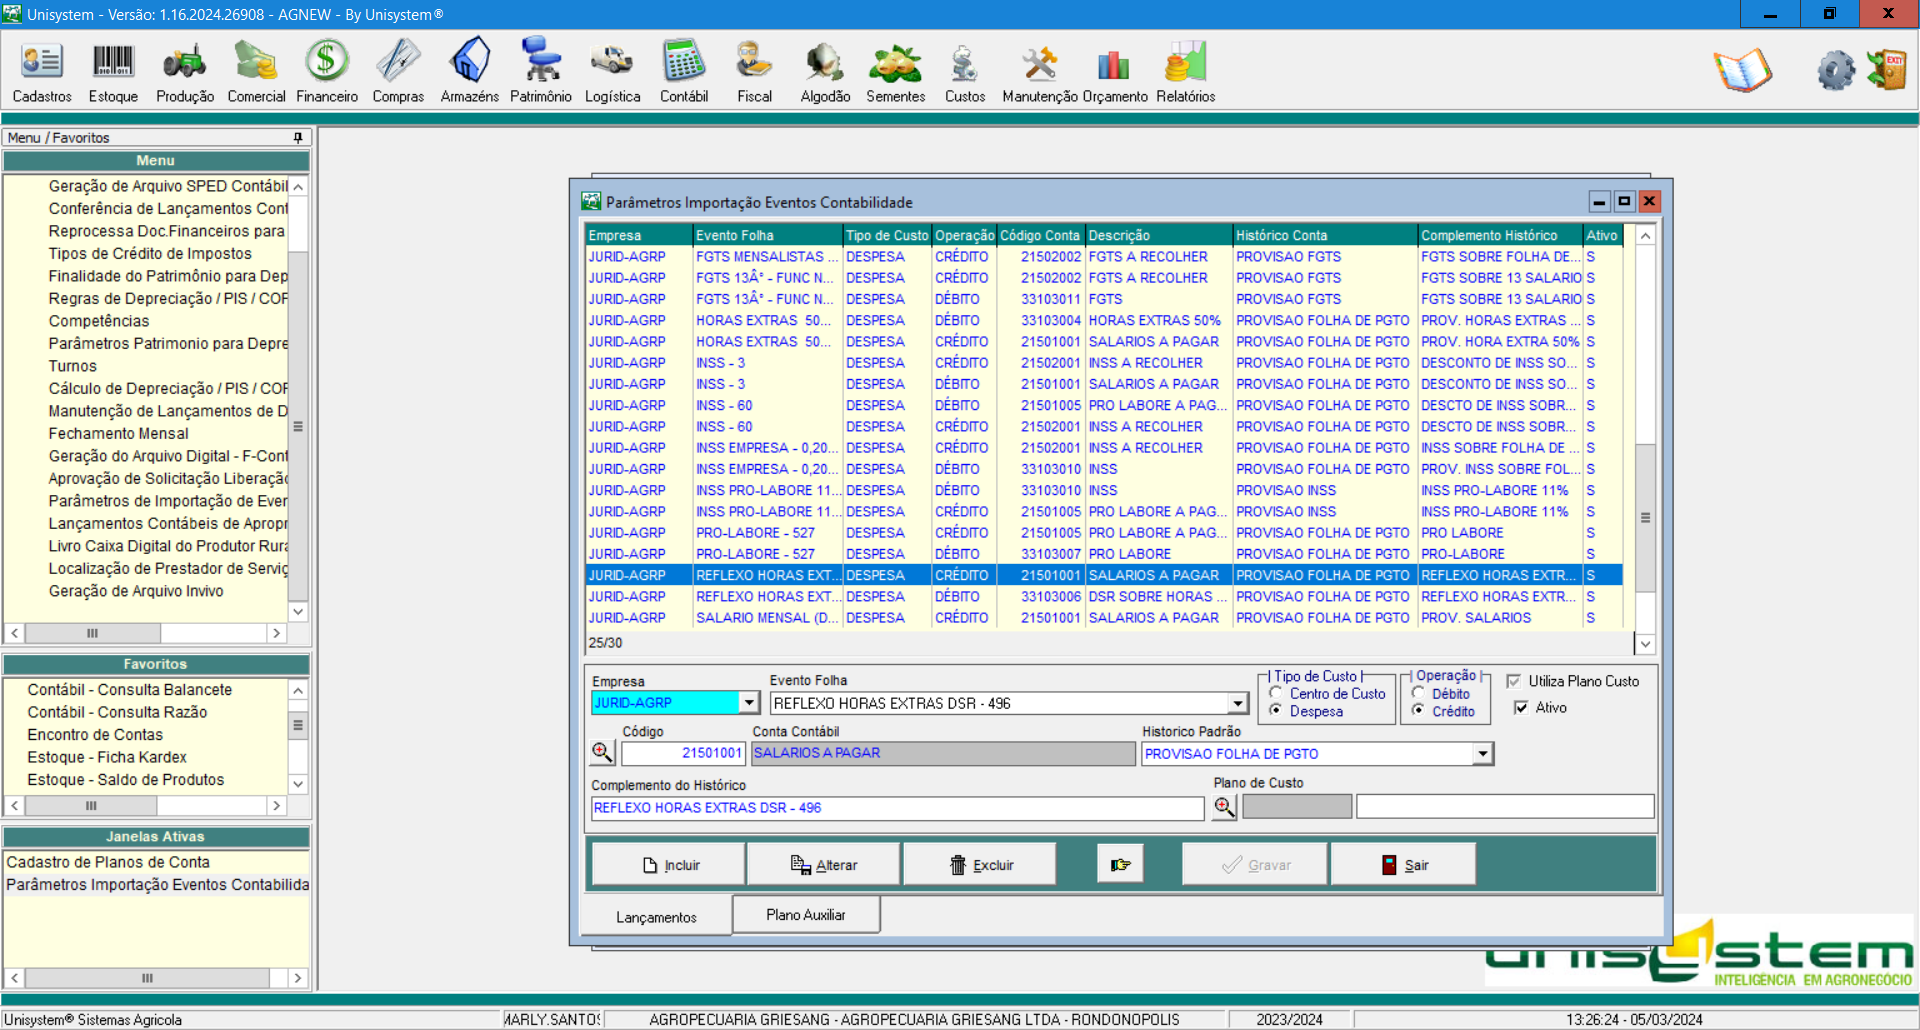 Unisystem - Versão: 1.16.2024.26908 - AGNEW - By Unisystem®
Cadastros Estoque Produção Comercial Financeiro Compras Armazéns Patrimônio Logística Contábil Fiscal Algodão Sementes Custos Manutenção Orçamento Relatórios
Menu / Favoritos
Menu
Geração de Arquivo SPED Contábil
Conferência de Lançamentos Cont
Reprocessa Doc.Financeiros para
Tipos de Crédito de Impostos
Finalidade do Patrimônio para Dep
Regras de Depreciação / PIS / COF
Competências
Parâmetros Patrimonio para Depre
Turnos
Cálculo de Depreciação / PIS / COF
Manutenção de Lançamentos de D
Fechamento Mensal
Geração do Arquivo Digital - F-Cont
Aprovação de Solicitação Liberação
Parâmetros de Importação de Ever
Lançamentos Contábeis de Apropr
Livro Caixa Digital do Produtor Rura
Localização de Prestador de Serviç
Geração de Arquivo Invivo
Favoritos
Contábil - Consulta Balancete
Contábil - Consulta Razão
Encontro de Contas
Estoque - Ficha Kardex
Estoque - Saldo de Produtos
Janelas Ativas
Cadastro de Planos de Conta
Parâmetros Importação Eventos Contabilida
Parâmetros Importação Eventos Contabilidade
Empresa Evento Folha Tipo de Custo Operação Código Conta Descrição Histórico Conta Complemento Histórico Ativo
JURID-AGRP FGTS MENSALISTAS ... DESPESA CRÉDITO 21502002 FGTS A RECOLHER PROVISAO FGTS FGTS SOBRE FOLHA DE... S
JURID-AGRP FGTS 13Âº - FUNC N... DESPESA CRÉDITO 21502002 FGTS A RECOLHER PROVISAO FGTS FGTS SOBRE 13 SALARIO S
JURID-AGRP FGTS 13Âº - FUNC N... DESPESA DÉBITO 33103011 FGTS PROVISAO FGTS FGTS SOBRE 13 SALARIO S
JURID-AGRP HORAS EXTRAS 50... DESPESA DÉBITO 33103004 HORAS EXTRAS 50% PROVISAO FOLHA DE PGTO PROV. HORAS EXTRAS ... S
JURID-AGRP HORAS EXTRAS 50... DESPESA CRÉDITO 21501001 SALARIOS A PAGAR PROVISAO FOLHA DE PGTO PROV. HORA EXTRA 50% S
JURID-AGRP INSS - 3 DESPESA CRÉDITO 21502001 INSS A RECOLHER PROVISAO FOLHA DE PGTO DESCONTO DE INSS SO... S
JURID-AGRP INSS - 3 DESPESA DÉBITO 21501001 SALARIOS A PAGAR PROVISAO FOLHA DE PGTO DESCONTO DE INSS SO... S
JURID-AGRP INSS - 60 DESPESA DÉBITO 21501005 PRO LABORE A PAG... PROVISAO FOLHA DE PGTO DESCTO DE INSS SOBR... S
JURID-AGRP INSS - 60 DESPESA CRÉDITO 21502001 INSS A RECOLHER PROVISAO FOLHA DE PGTO DESCTO DE INSS SOBR... S
JURID-AGRP INSS EMPRESA - 0,20... DESPESA CRÉDITO 21502001 INSS A RECOLHER PROVISAO FOLHA DE PGTO INSS SOBRE FOLHA DE ... S
JURID-AGRP INSS EMPRESA - 0,20... DESPESA DÉBITO 33103010 INSS PROVISAO FOLHA DE PGTO PROV. INSS SOBRE FOL... S
JURID-AGRP INSS PRO-LABORE 11... DESPESA DÉBITO 33103010 INSS PROVISAO INSS INSS PRO-LABORE 11% S
JURID-AGRP INSS PRO-LABORE 11... DESPESA CRÉDITO 21501005 PRO LABORE A PAG... PROVISAO INSS INSS PRO-LABORE 11% S
JURID-AGRP PRO-LABORE - 527 DESPESA CRÉDITO 21501005 PRO LABORE A PAG... PROVISAO FOLHA DE PGTO PRO LABORE S
JURID-AGRP PRO-LABORE - 527 DESPESA DÉBITO 33103007 PRO LABORE PROVISAO FOLHA DE PGTO PRO-LABORE S
JURID-AGRP REFLEXO HORAS EXT... DESPESA CRÉDITO 21501001 SALARIOS A PAGAR PROVISAO FOLHA DE PGTO REFLEXO HORAS EXTR... S
JURID-AGRP REFLEXO HORAS EXT... DESPESA DÉBITO 33103006 DSR SOBRE HORAS ... PROVISAO FOLHA DE PGTO REFLEXO HORAS EXTR... S
JURID-AGRP SALARIO MENSAL (D... DESPESA CRÉDITO 21501001 SALARIOS A PAGAR PROVISAO FOLHA DE PGTO PROV. SALARIOS S
25/30
Empresa Evento Folha Tipo de Custo Operação Utiliza Plano Custo
JURID-AGRP REFLEXO HORAS EXTRAS DSR - 496 Centro de Custo Débito
Despesa Crédito Ativo
Código Conta Contábil Historico Padrão
21501001 SALARIOS A PAGAR PROVISAO FOLHA DE PGTO
Complemento do Histórico Plano de Custo
REFLEXO HORAS EXTRAS DSR - 496
Incluir Alterar Excluir Gravar Sair
Lançamentos Plano Auxiliar
unisystem
INTELIGÊNCIA EM AGRONEGÓCIO
Unisystem® Sistemas Agricola MARLY.SANTOS AGROPECUARIA GRIESANG - AGROPECUARIA GRIESANG LTDA - RONDONOPOLIS 2023/2024 13:26:24 - 05/03/2024